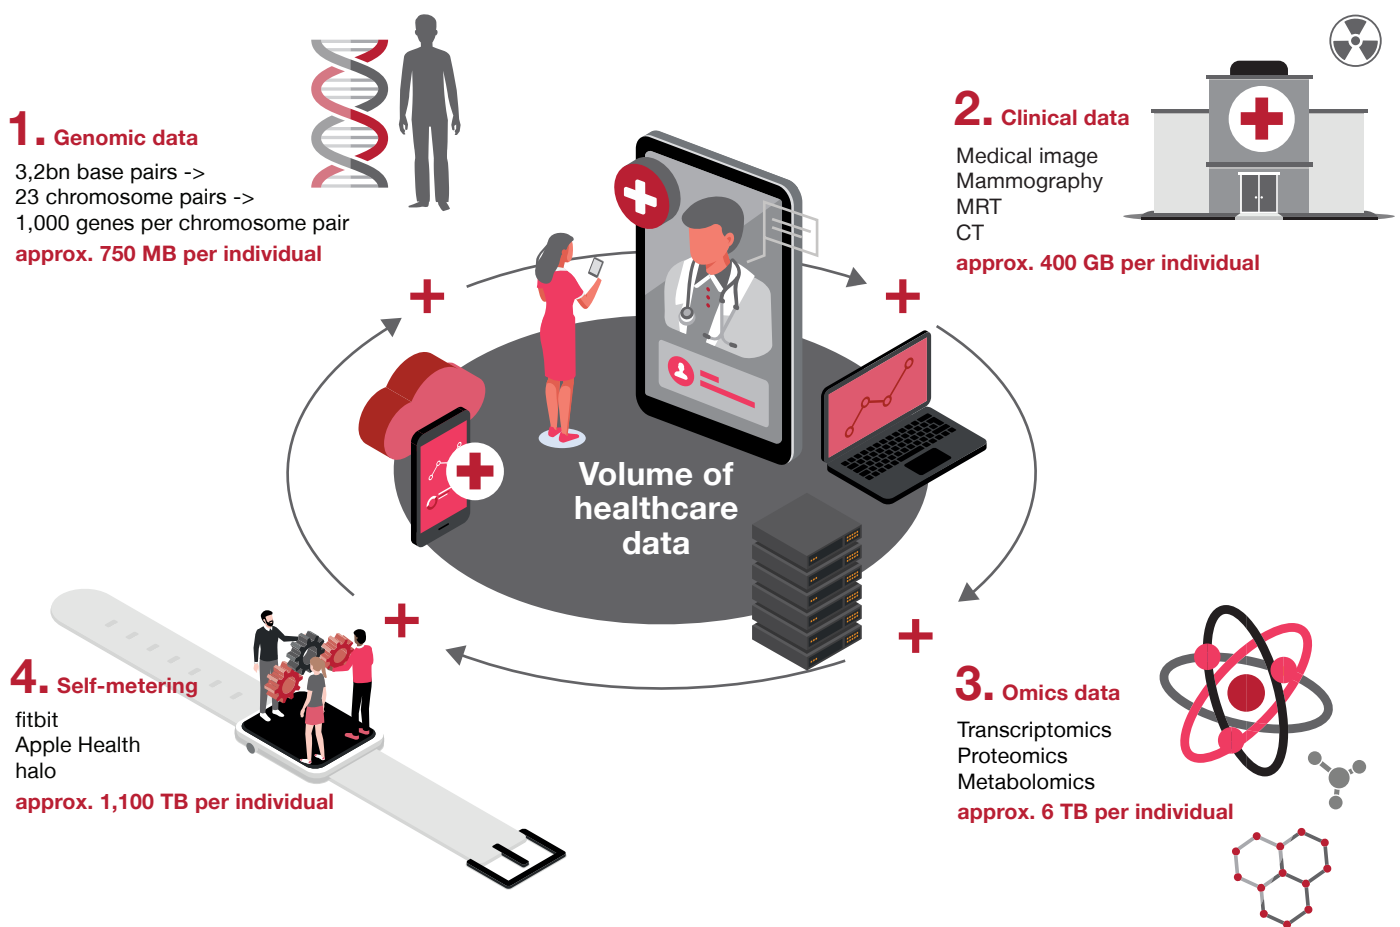 1. Genomic data
3,2bn base pairs ->
23 chromosome pairs ->
1,000 genes per chromosome pair
approx. 750 MB per individual
2. Clinical data
Medical image
Mammography
MRT
CT
approx. 400 GB per individual
Volume of
healthcare
data
4. Self-metering
fitbit
Apple Health
halo
approx. 1,100 TB per individual
3. Omics data
Transcriptomics
Proteomics
Metabolomics
approx. 6 TB per individual